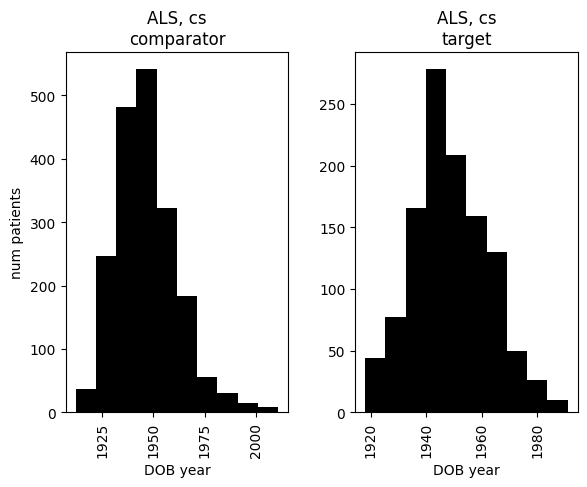 ALS, cs
comparator
num patients
500
400
300
200
100
0
1925
1950
1975
2000
DOB year
ALS, cs
target
250
200
150
100
50
0
1920
1940
1960
1980
DOB year